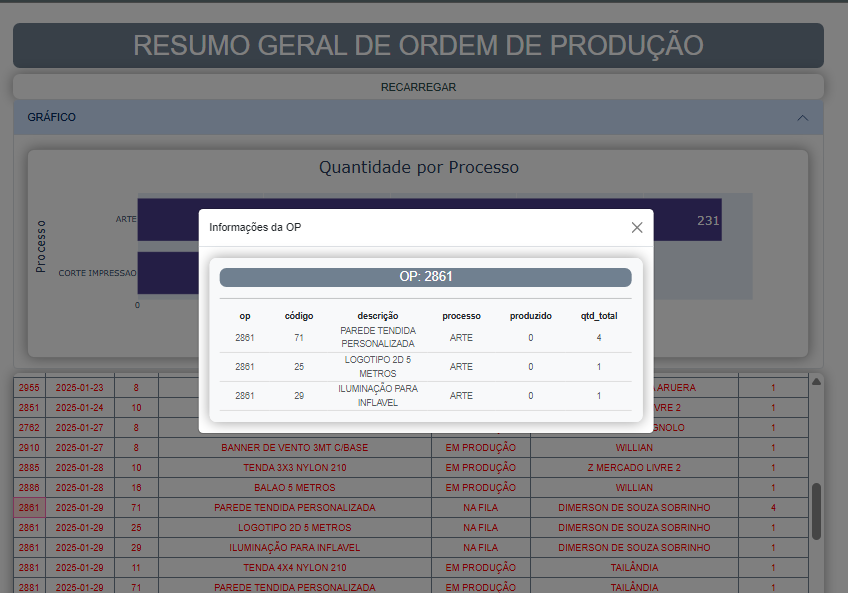 RESUMO GERAL DE ORDEM DE PRODUÇÃO
RECARREGAR
GRÁFICO
Quantidade por Processo
Processo
ARTE
231
CORTE IMPRESSAO
0
Informações da OP
OP: 2861
op código descrição processo produzido qtd_total
2861 71 PAREDE TENDIDA PERSONALIZADA ARTE 0 4
2861 25 LOGOTIPO 2D 5 METROS ARTE 0 1
2861 29 ILUMINAÇÃO PARA INFLAVEL ARTE 0 1
2955 2025-01-23 8 ARUERA 1
2851 2025-01-24 10 VRE 2 1
2762 2025-01-27 8 GNOLO 1
2910 2025-01-27 8 BANNER DE VENTO 3MT C/BASE EM PRODUÇÃO WILLIAN 1
2885 2025-01-28 10 TENDA 3X3 NYLON 210 EM PRODUÇÃO Z MERCADO LIVRE 2 1
2886 2025-01-28 16 BALAO 5 METROS EM PRODUÇÃO WILLIAN 1
2861 2025-01-29 71 PAREDE TENDIDA PERSONALIZADA NA FILA DIMERSON DE SOUZA SOBRINHO 4
2861 2025-01-29 25 LOGOTIPO 2D 5 METROS NA FILA DIMERSON DE SOUZA SOBRINHO 1
2861 2025-01-29 29 ILUMINAÇÃO PARA INFLAVEL NA FILA DIMERSON DE SOUZA SOBRINHO 1
2881 2025-01-29 11 TENDA 4X4 NYLON 210 EM PRODUÇÃO TAILÂNDIA 1
2881 2025-01-29 71 PAREDE TENDIDA PERSONALIZADA EM PRODUÇÃO TAILÂNDIA 1